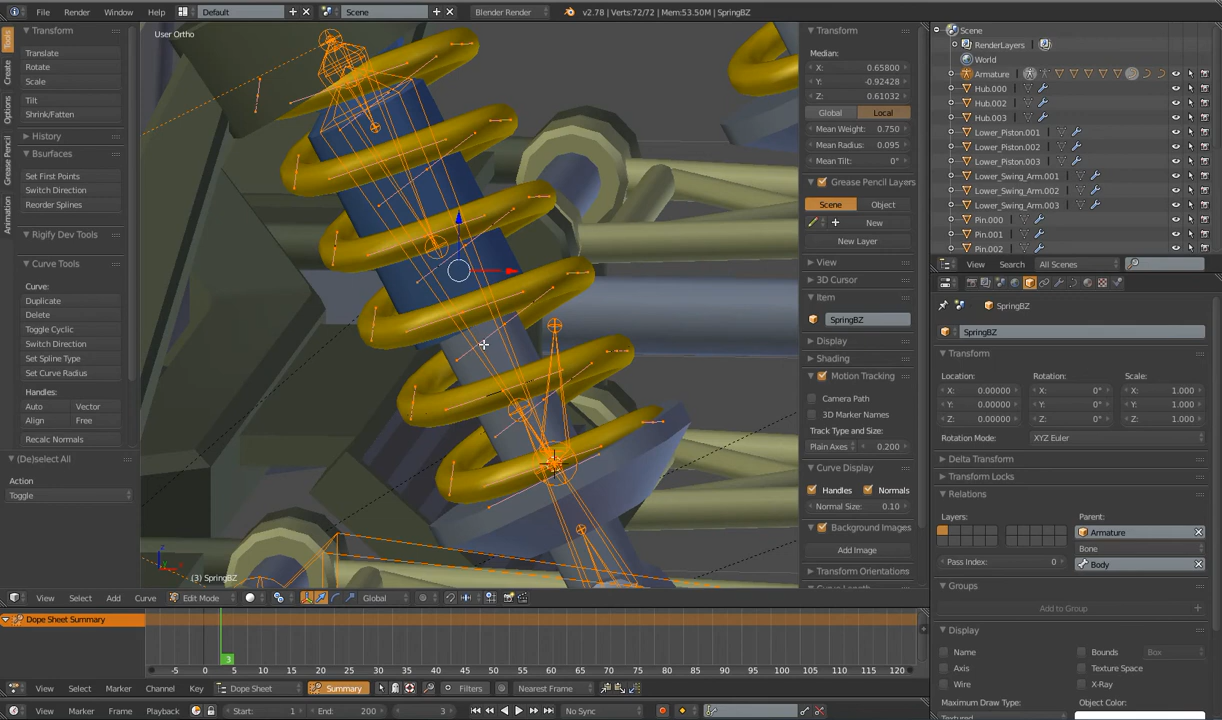 File Render Window Help Default Scene Blender Render v2.78 | Verts:72/72 | Mem:53.50M | SpringBZ
Tools
Create
Options
Grease Pencil
Animation
Transform
Translate
Rotate
Scale
Tilt
Shrink/Fatten
History
Bsurfaces
Set First Points
Switch Direction
Reorder Splines
Rigify Dev Tools
Curve Tools
Curve:
Duplicate
Delete
Toggle Cyclic
Switch Direction
Set Spline Type
Set Curve Radius
Handles:
Auto Vector
Align Free
Recalc Normals
(De)select All
Action
Toggle
User Ortho
(3) SpringBZ
Transform
Median:
X: 0.65800
Y: -0.92428
Z: 0.61032
Global Local
Mean Weight: 0.750
Mean Radius: 0.095
Mean Tilt: 0°
Grease Pencil Layers
Scene Object
New
New Layer
View
3D Cursor
Item
SpringBZ
Display
Shading
Motion Tracking
Camera Path
3D Marker Names
Track Type and Size:
Plain Axes 0.200
Curve Display
Handles Normals
Normal Size: 0.10
Background Images
Add Image
Transform Orientations
View Select Add Curve Edit Mode Global
Dope Sheet Summary
3
-5 0 5 10 15 20 25 30 35 40 45 50 55 60 65 70 75 80 85 90 95 100 105 110 115 120
View Select Marker Channel Key Dope Sheet Summary Filters Nearest Frame
View Marker Frame Playback Start: 1 End: 200 3 No Sync
Scene
RenderLayers
World
Armature
Hub.000
Hub.002
Hub.003
Lower_Piston.001
Lower_Piston.002
Lower_Piston.003
Lower_Swing_Arm.001
Lower_Swing_Arm.002
Lower_Swing_Arm.003
Pin.000
Pin.001
Pin.002
View Search All Scenes
SpringBZ
SpringBZ
Transform
Location: Rotation: Scale:
X: 0.00000 X: 0° X: 1.000
Y: 0.00000 Y: 0° Y: 1.000
Z: 0.00000 Z: 0° Z: 1.000
Rotation Mode: XYZ Euler
Delta Transform
Transform Locks
Relations
Layers: Parent:
Armature
Bone
Pass Index: 0 Body
Groups
Add to Group
Display
Name Bounds Box
Axis Texture Space
Wire X-Ray
Maximum Draw Type: Object Color: